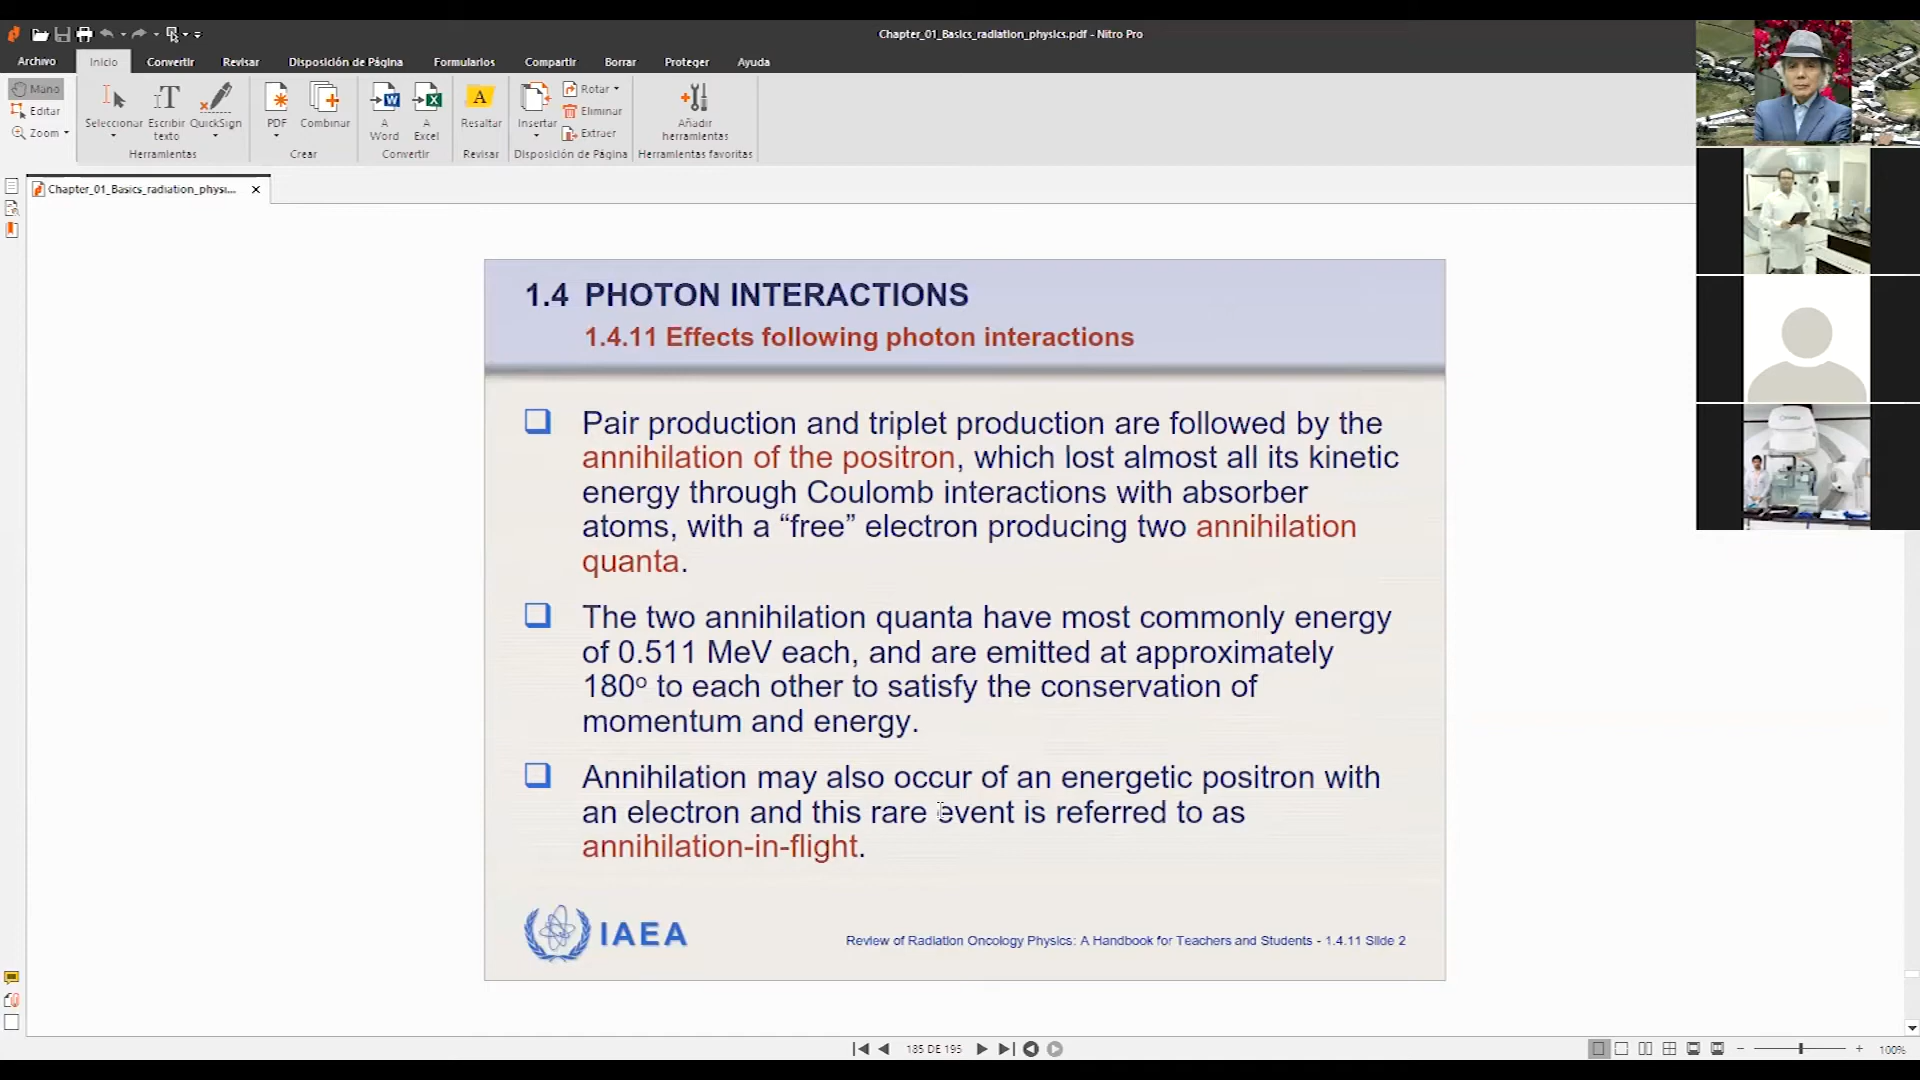 Chapter_01_Basics_radiation_physics.pdf - Nitro Pro
Archivo Inicio Convertir Revisar Disposición de Página Formularios Compartir Borrar Proteger Ayuda
Mano
Editar
Zoom
Seleccionar
Escribir texto
QuickSign
Herramientas
PDF
Combinar
Crear
A Word
A Excel
Convertir
Resaltar
Revisar
Insertar
Rotar
Eliminar
Extraer
Disposición de Página
Añadir herramientas
Herramientas favoritas
Chapter_01_Basics_radiation_physi...
1.4 PHOTON INTERACTIONS
1.4.11 Effects following photon interactions
Pair production and triplet production are followed by the
annihilation of the positron, which lost almost all its kinetic
energy through Coulomb interactions with absorber
atoms, with a “free” electron producing two annihilation
quanta.
The two annihilation quanta have most commonly energy
of 0.511 MeV each, and are emitted at approximately
180º to each other to satisfy the conservation of
momentum and energy.
Annihilation may also occur of an energetic positron with
an electron and this rare event is referred to as
annihilation-in-flight.
IAEA
Review of Radiation Oncology Physics: A Handbook for Teachers and Students - 1.4.11 Slide 2
185 DE 195
100%